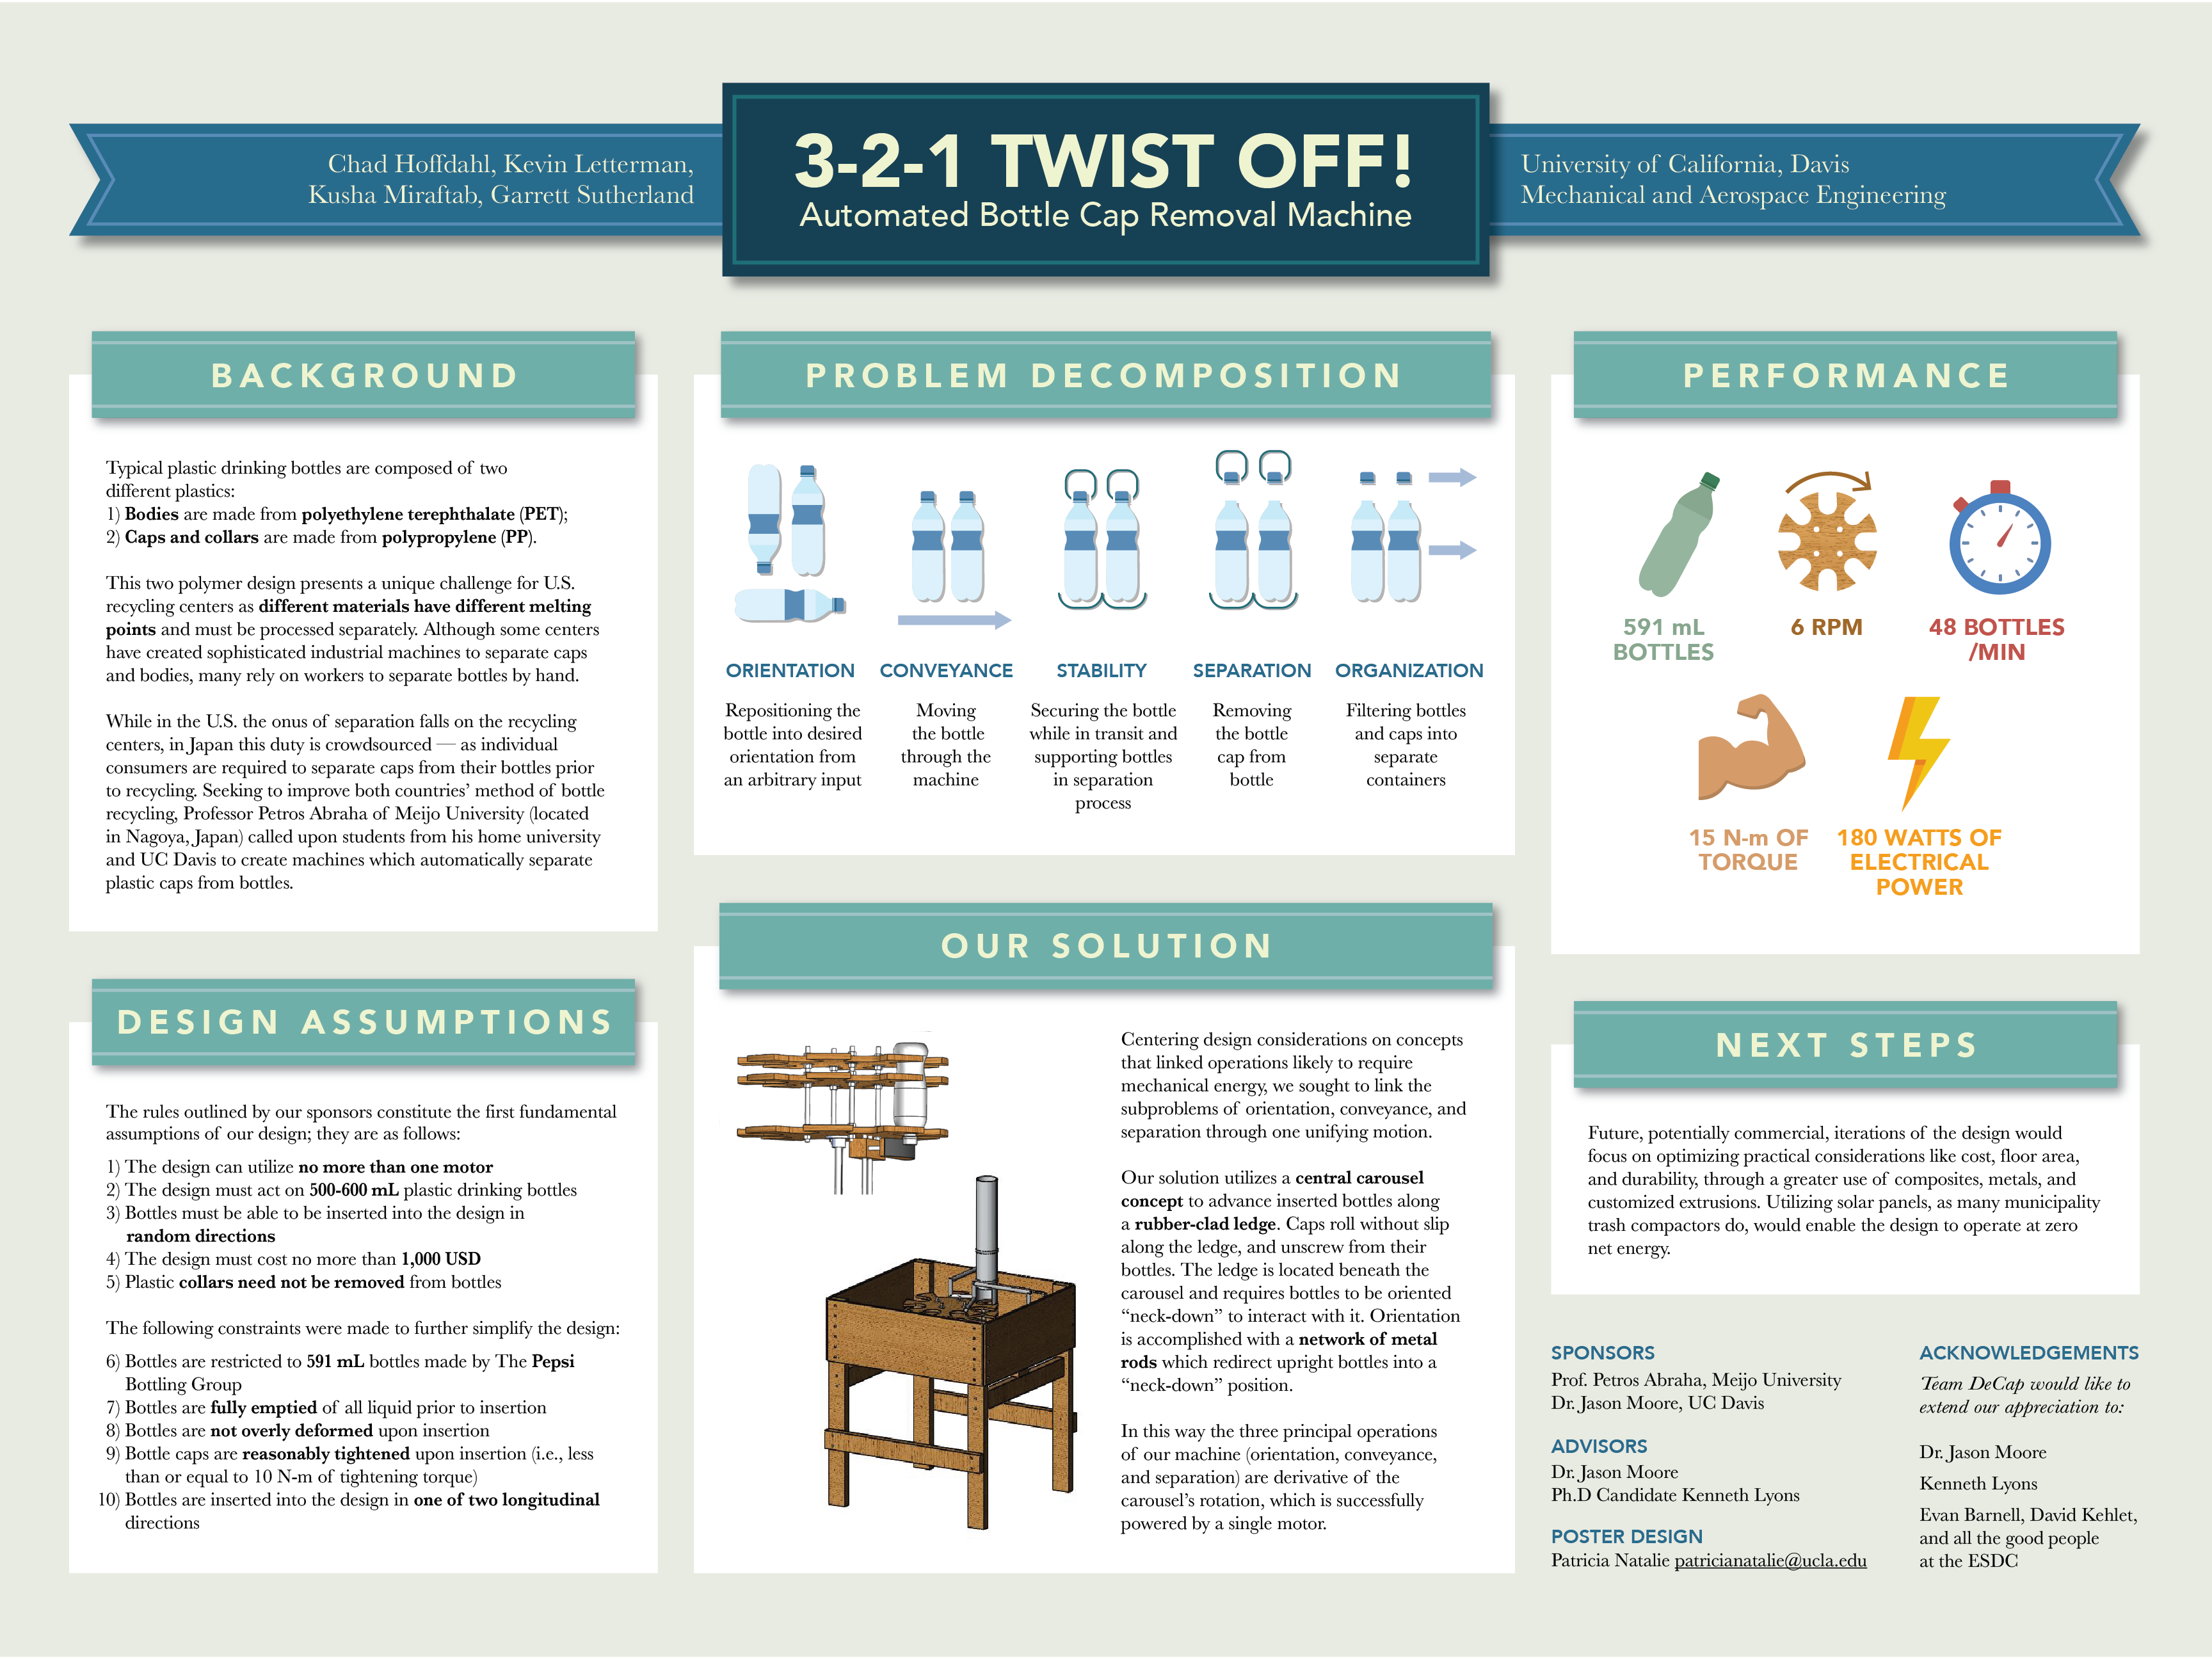 Chad Hoffdahl, Kevin Letterman,
Kusha Miraftab, Garrett Sutherland
3-2-1 TWIST OFF!
Automated Bottle Cap Removal Machine
University of California, Davis
Mechanical and Aerospace Engineering
BACKGROUND
Typical plastic drinking bottles are composed of two
different plastics:
1) Bodies are made from polyethylene terephthalate (PET);
2) Caps and collars are made from polypropylene (PP).
This two polymer design presents a unique challenge for U.S.
recycling centers as different materials have different melting
points and must be processed separately. Although some centers
have created sophisticated industrial machines to separate caps
and bodies, many rely on workers to separate bottles by hand.
While in the U.S. the onus of separation falls on the recycling
centers, in Japan this duty is crowdsourced — as individual
consumers are required to separate caps from their bottles prior
to recycling. Seeking to improve both countries' method of bottle
recycling, Professor Petros Abraha of Meijo University (located
in Nagoya, Japan) called upon students from his home university
and UC Davis to create machines which automatically separate
plastic caps from bottles.
DESIGN ASSUMPTIONS
The rules outlined by our sponsors constitute the first fundamental
assumptions of our design; they are as follows:
1) The design can utilize no more than one motor
2) The design must act on 500-600 mL plastic drinking bottles
3) Bottles must be able to be inserted into the design in
random directions
4) The design must cost no more than 1,000 USD
5) Plastic collars need not be removed from bottles
The following constraints were made to further simplify the design:
6) Bottles are restricted to 591 mL bottles made by The Pepsi
Bottling Group
7) Bottles are fully emptied of all liquid prior to insertion
8) Bottles are not overly deformed upon insertion
9) Bottle caps are reasonably tightened upon insertion (i.e., less
than or equal to 10 N-m of tightening torque)
10) Bottles are inserted into the design in one of two longitudinal
directions
PROBLEM DECOMPOSITION
ORIENTATION
Repositioning the
bottle into desired
orientation from
an arbitrary input
CONVEYANCE
Moving
the bottle
through the
machine
STABILITY
Securing the bottle
while in transit and
supporting bottles
in separation
process
SEPARATION
Removing
the bottle
cap from
bottle
ORGANIZATION
Filtering bottles
and caps into
separate
containers
OUR SOLUTION
Centering design considerations on concepts
that linked operations likely to require
mechanical energy, we sought to link the
subproblems of orientation, conveyance, and
separation through one unifying motion.
Our solution utilizes a central carousel
concept to advance inserted bottles along
a rubber-clad ledge. Caps roll without slip
along the ledge, and unscrew from their
bottles. The ledge is located beneath the
carousel and requires bottles to be oriented
“neck-down” to interact with it. Orientation
is accomplished with a network of metal
rods which redirect upright bottles into a
“neck-down” position.
In this way the three principal operations
of our machine (orientation, conveyance,
and separation) are derivative of the
carousel's rotation, which is successfully
powered by a single motor.
PERFORMANCE
591 mL
BOTTLES
6 RPM
48 BOTTLES
/MIN
15 N-m OF
TORQUE
180 WATTS OF
ELECTRICAL
POWER
NEXT STEPS
Future, potentially commercial, iterations of the design would
focus on optimizing practical considerations like cost, floor area,
and durability, through a greater use of composites, metals, and
customized extrusions. Utilizing solar panels, as many municipality
trash compactors do, would enable the design to operate at zero
net energy.
SPONSORS
Prof. Petros Abraha, Meijo University
Dr. Jason Moore, UC Davis
ADVISORS
Dr. Jason Moore
Ph.D Candidate Kenneth Lyons
POSTER DESIGN
Patricia Natalie patricianatalie@ucla.edu
ACKNOWLEDGEMENTS
Team DeCap would like to
extend our appreciation to:
Dr. Jason Moore
Kenneth Lyons
Evan Barnell, David Kehlet,
and all the good people
at the ESDC